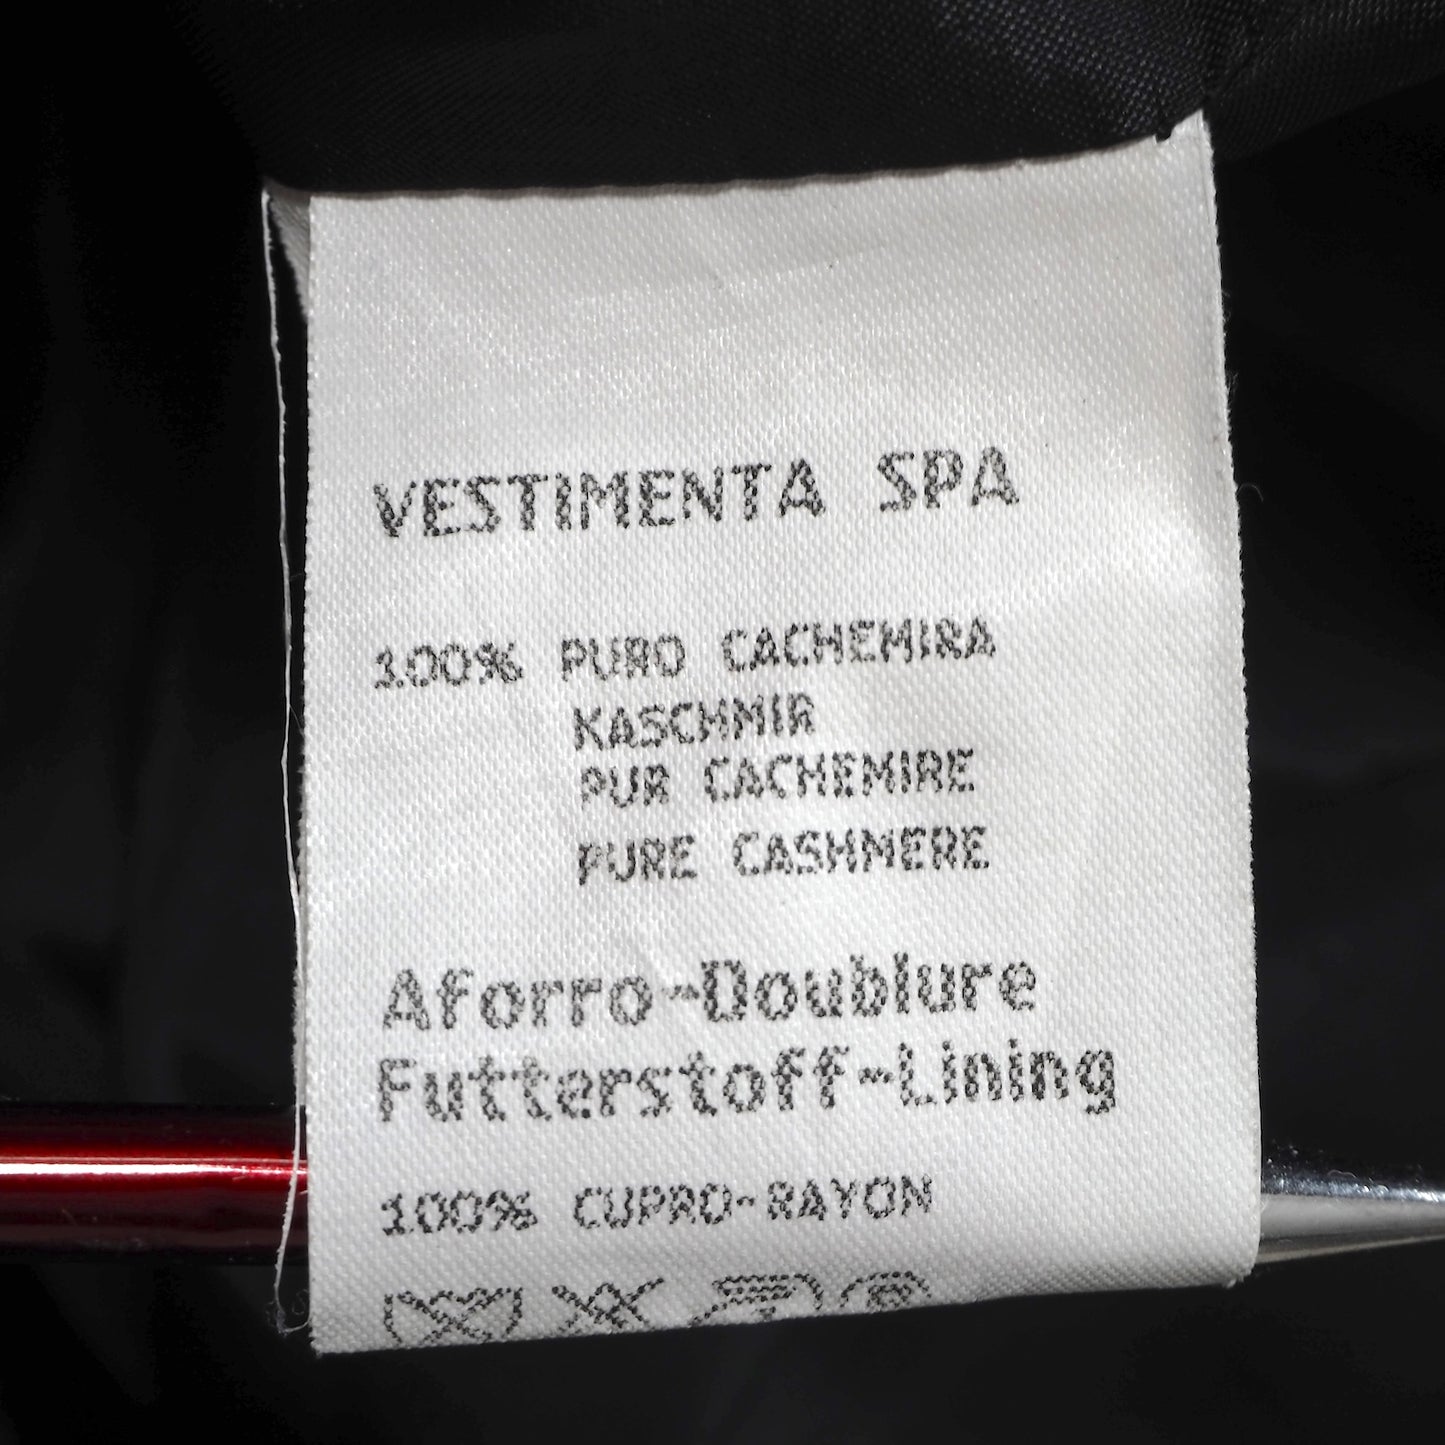 VESTIMENTA SPA
100% PURO CACHEMIRA
KASCHMIR
PUR CACHEMIRE
PURE CASHMERE
Aforro-Doublure
Futterstoff-Lining
100% CUPRO-RAYON